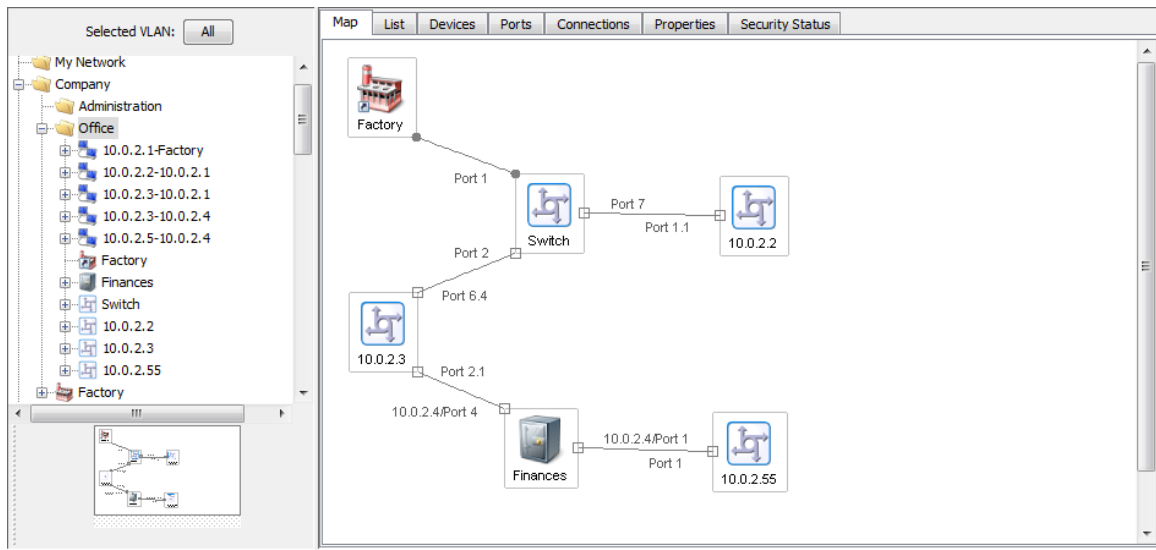 Selected VLAN: All
My Network
Company
Administration
Office
10.0.2.1-Factory
10.0.2.2-10.0.2.1
10.0.2.3-10.0.2.1
10.0.2.3-10.0.2.4
10.0.2.5-10.0.2.4
Factory
Finances
Switch
10.0.2.2
10.0.2.3
10.0.2.55
Factory
Map List Devices Ports Connections Properties Security Status
Factory
Port 1
Switch
Port 7
Port 1.1
10.0.2.2
Port 2
Port 6.4
10.0.2.3
Port 2.1
10.0.2.4/Port 4
Finances
10.0.2.4/Port 1
Port 1
10.0.2.55